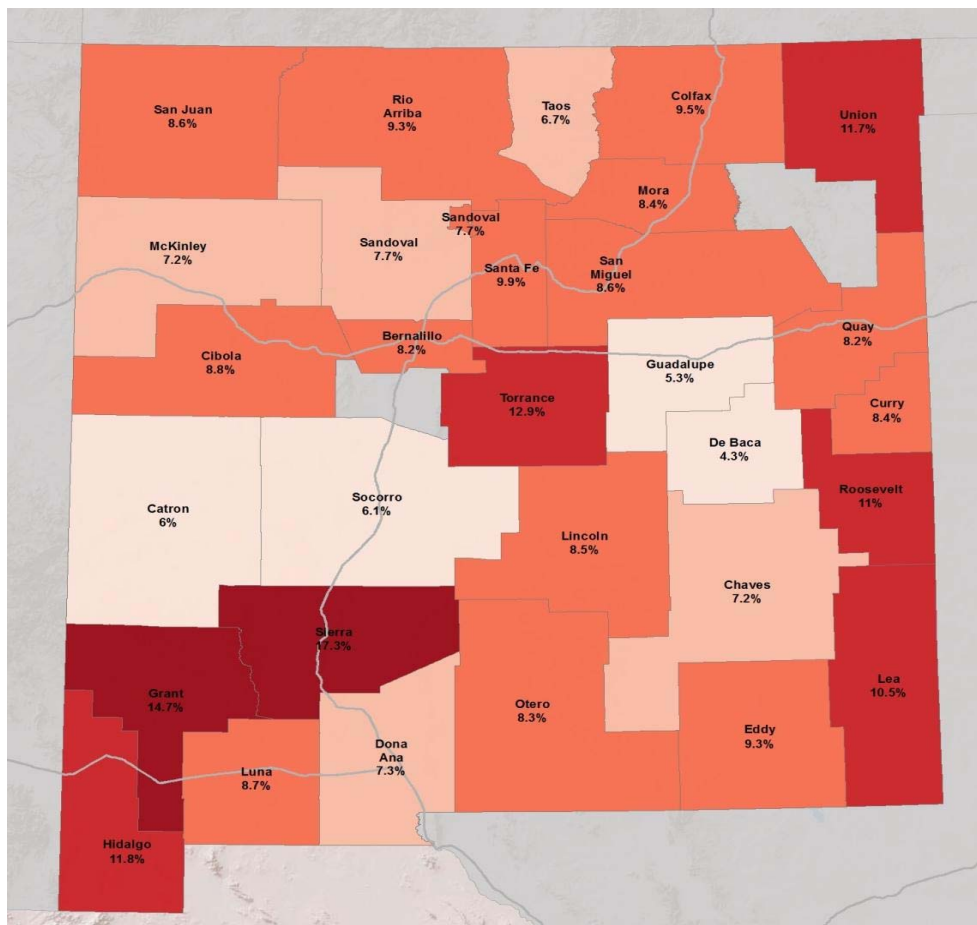 San Juan
8.6%
Rio
Arriba
9.3%
Taos
6.7%
Colfax
9.5%
Union
11.7%
Mora
8.4%
McKinley
7.2%
Sandoval
7.7%
Sandoval
7.7%
Santa Fe
9.9%
San
Miguel
8.6%
Cibola
8.8%
Bernalillo
8.2%
Guadalupe
5.3%
Quay
8.2%
Torrance
12.9%
Curry
8.4%
De Baca
4.3%
Catron
6%
Socorro
6.1%
Roosevelt
11%
Lincoln
8.5%
Chaves
7.2%
Sierra
17.3%
Grant
14.7%
Lea
10.5%
Otero
8.3%
Eddy
9.3%
Dona
Ana
7.3%
Luna
8.7%
Hidalgo
11.8%